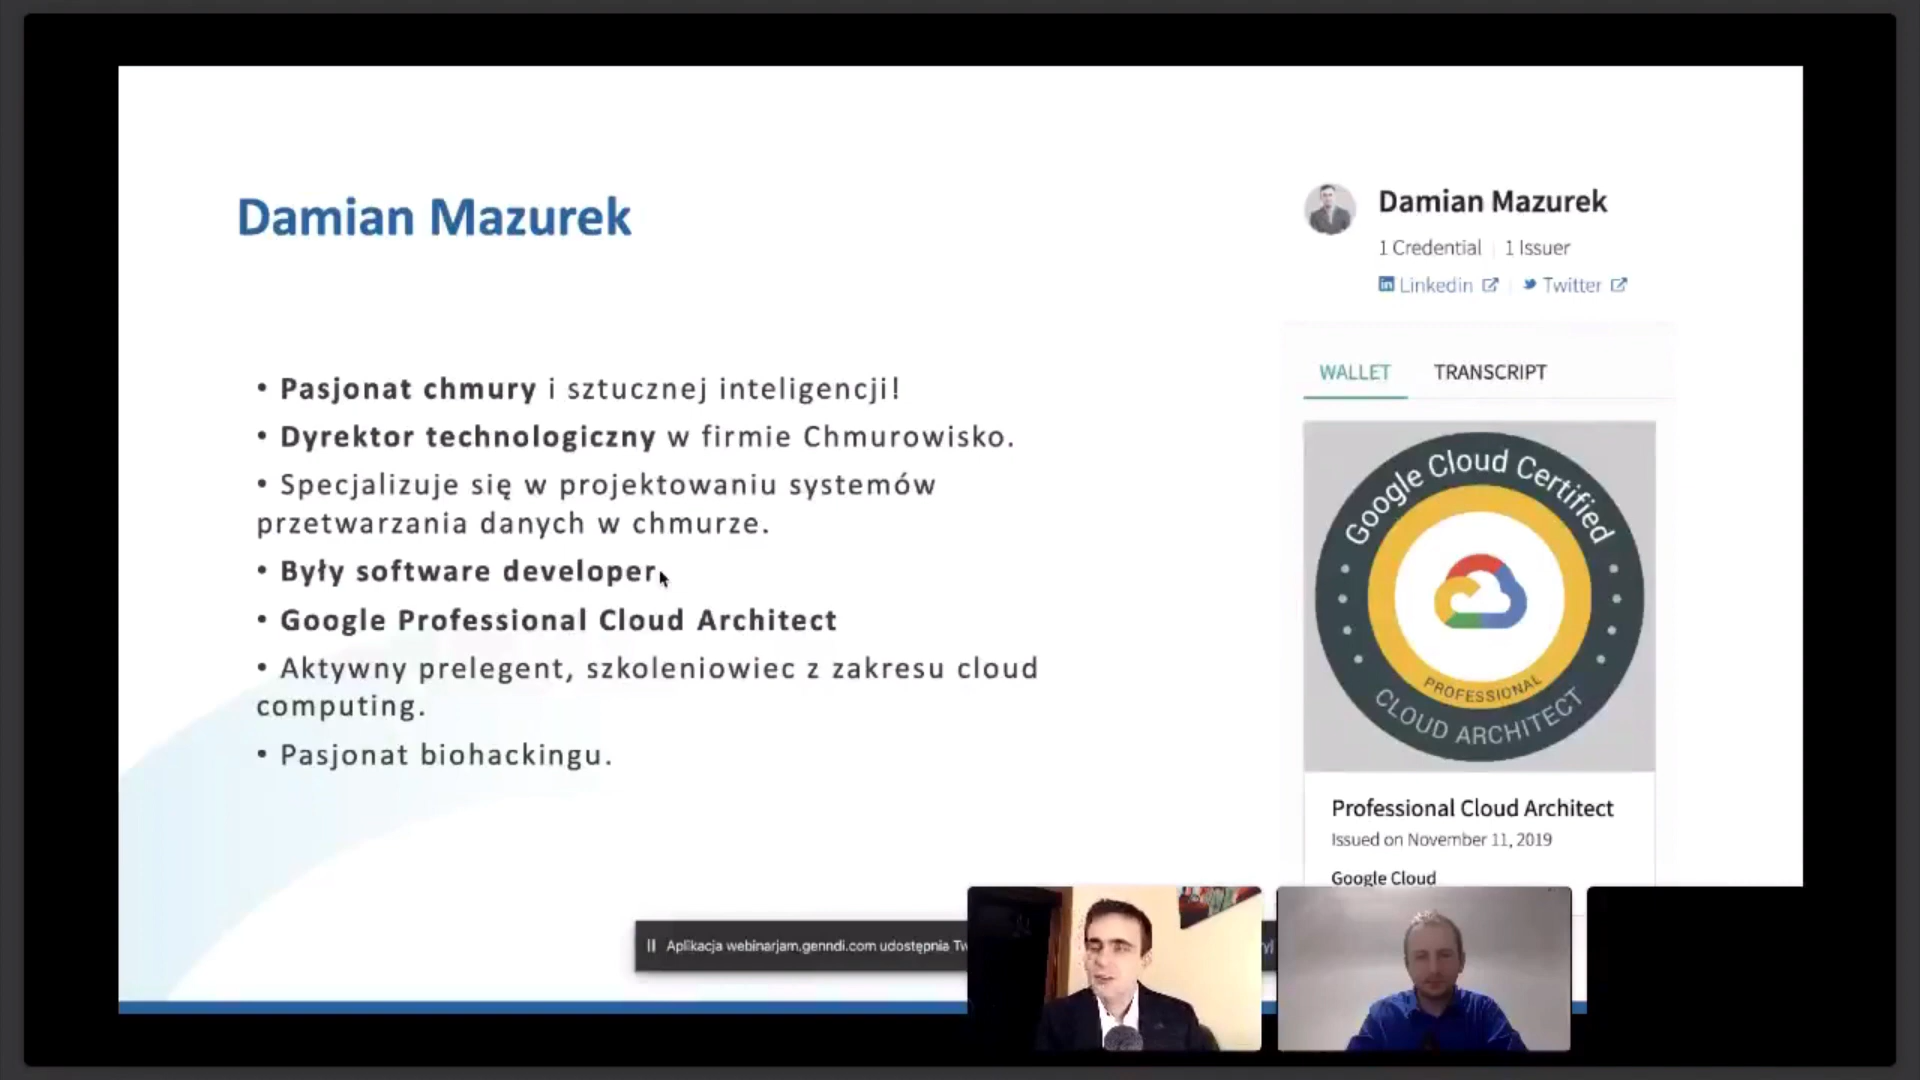 Damian Mazurek
• Pasjonat chmury i sztucznej inteligencji!
• Dyrektor technologiczny w firmie Chmurowisko.
• Specjalizuje się w projektowaniu systemów
przetwarzania danych w chmurze.
• Były software developer
• Google Professional Cloud Architect
• Aktywny prelegent, szkoleniowiec z zakresu cloud
computing.
• Pasjonat biohackingu.
Damian Mazurek
1 Credential | 1 Issuer
Linkedin | Twitter
WALLET TRANSCRIPT
Google Cloud Certified
PROFESSIONAL
CLOUD ARCHITECT
Professional Cloud Architect
Issued on November 11, 2019
Google Cloud
Aplikacja webinarjam.genndi.com udostępnia